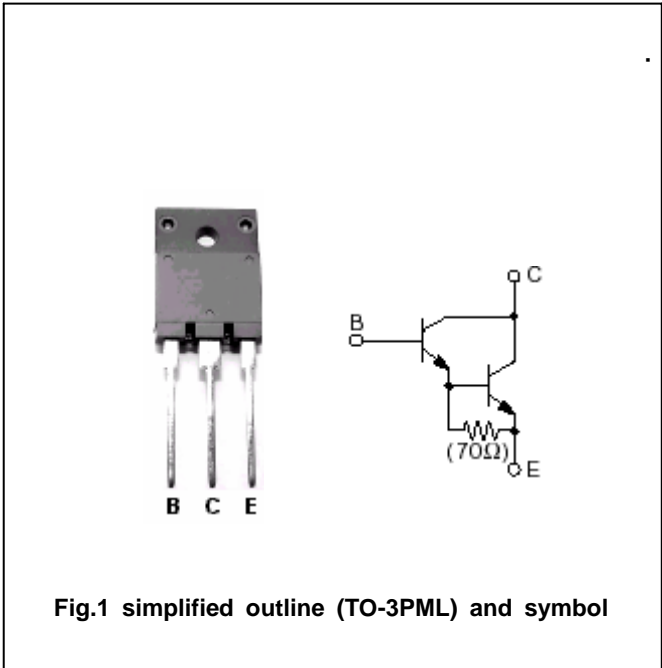 C
B
(70Ω)
E
B C E
Fig.1 simplified outline (TO-3PML) and symbol